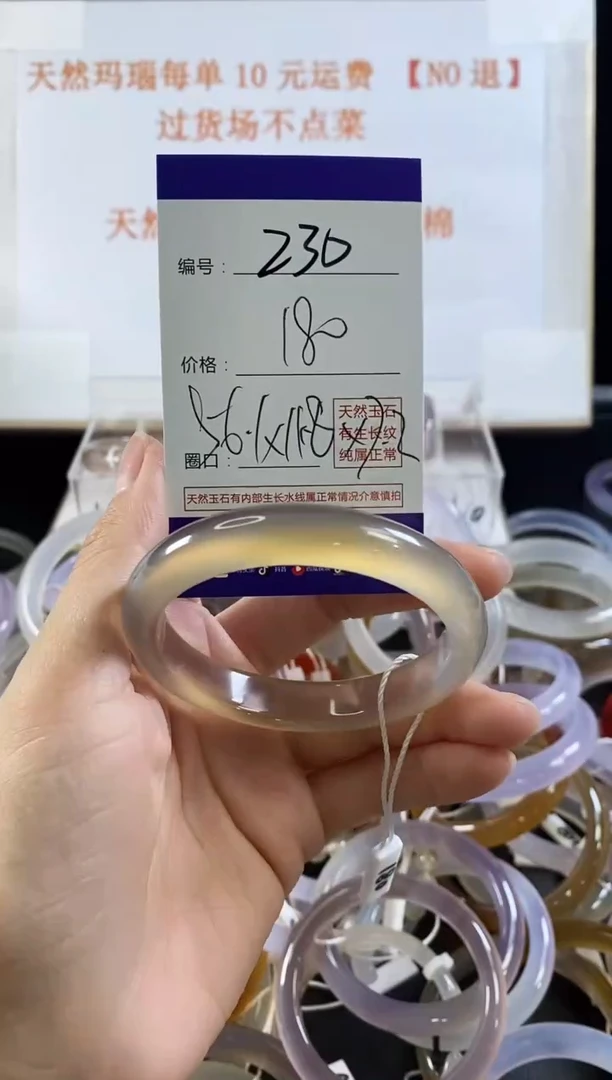 天然玛瑙每单 10 元运费 【NO 退】
过货场不点菜
天然
棉
编号：230
价格：180
圈口：56.1x11.8x7.2
天然玉石
有生长纹
纯属正常
天然玉石有内部生长水线属正常情况介意慎拍